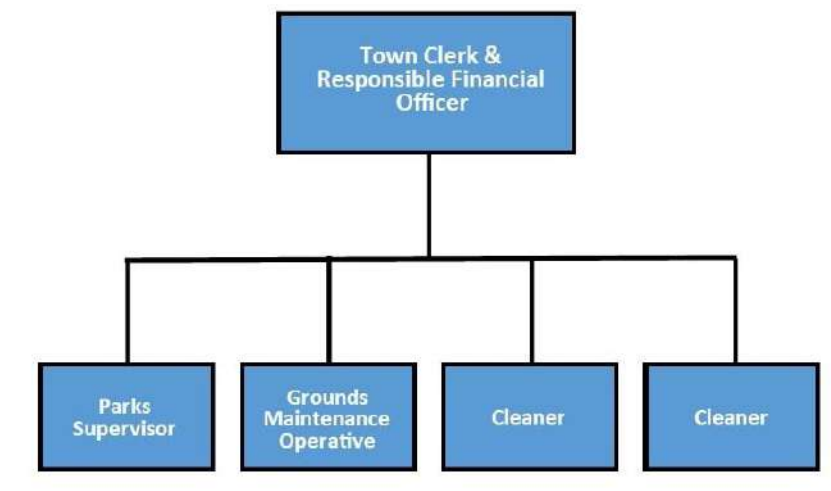 Town Clerk &
Responsible Financial
Officer
Parks
Supervisor
Grounds
Maintenance
Operative
Cleaner
Cleaner